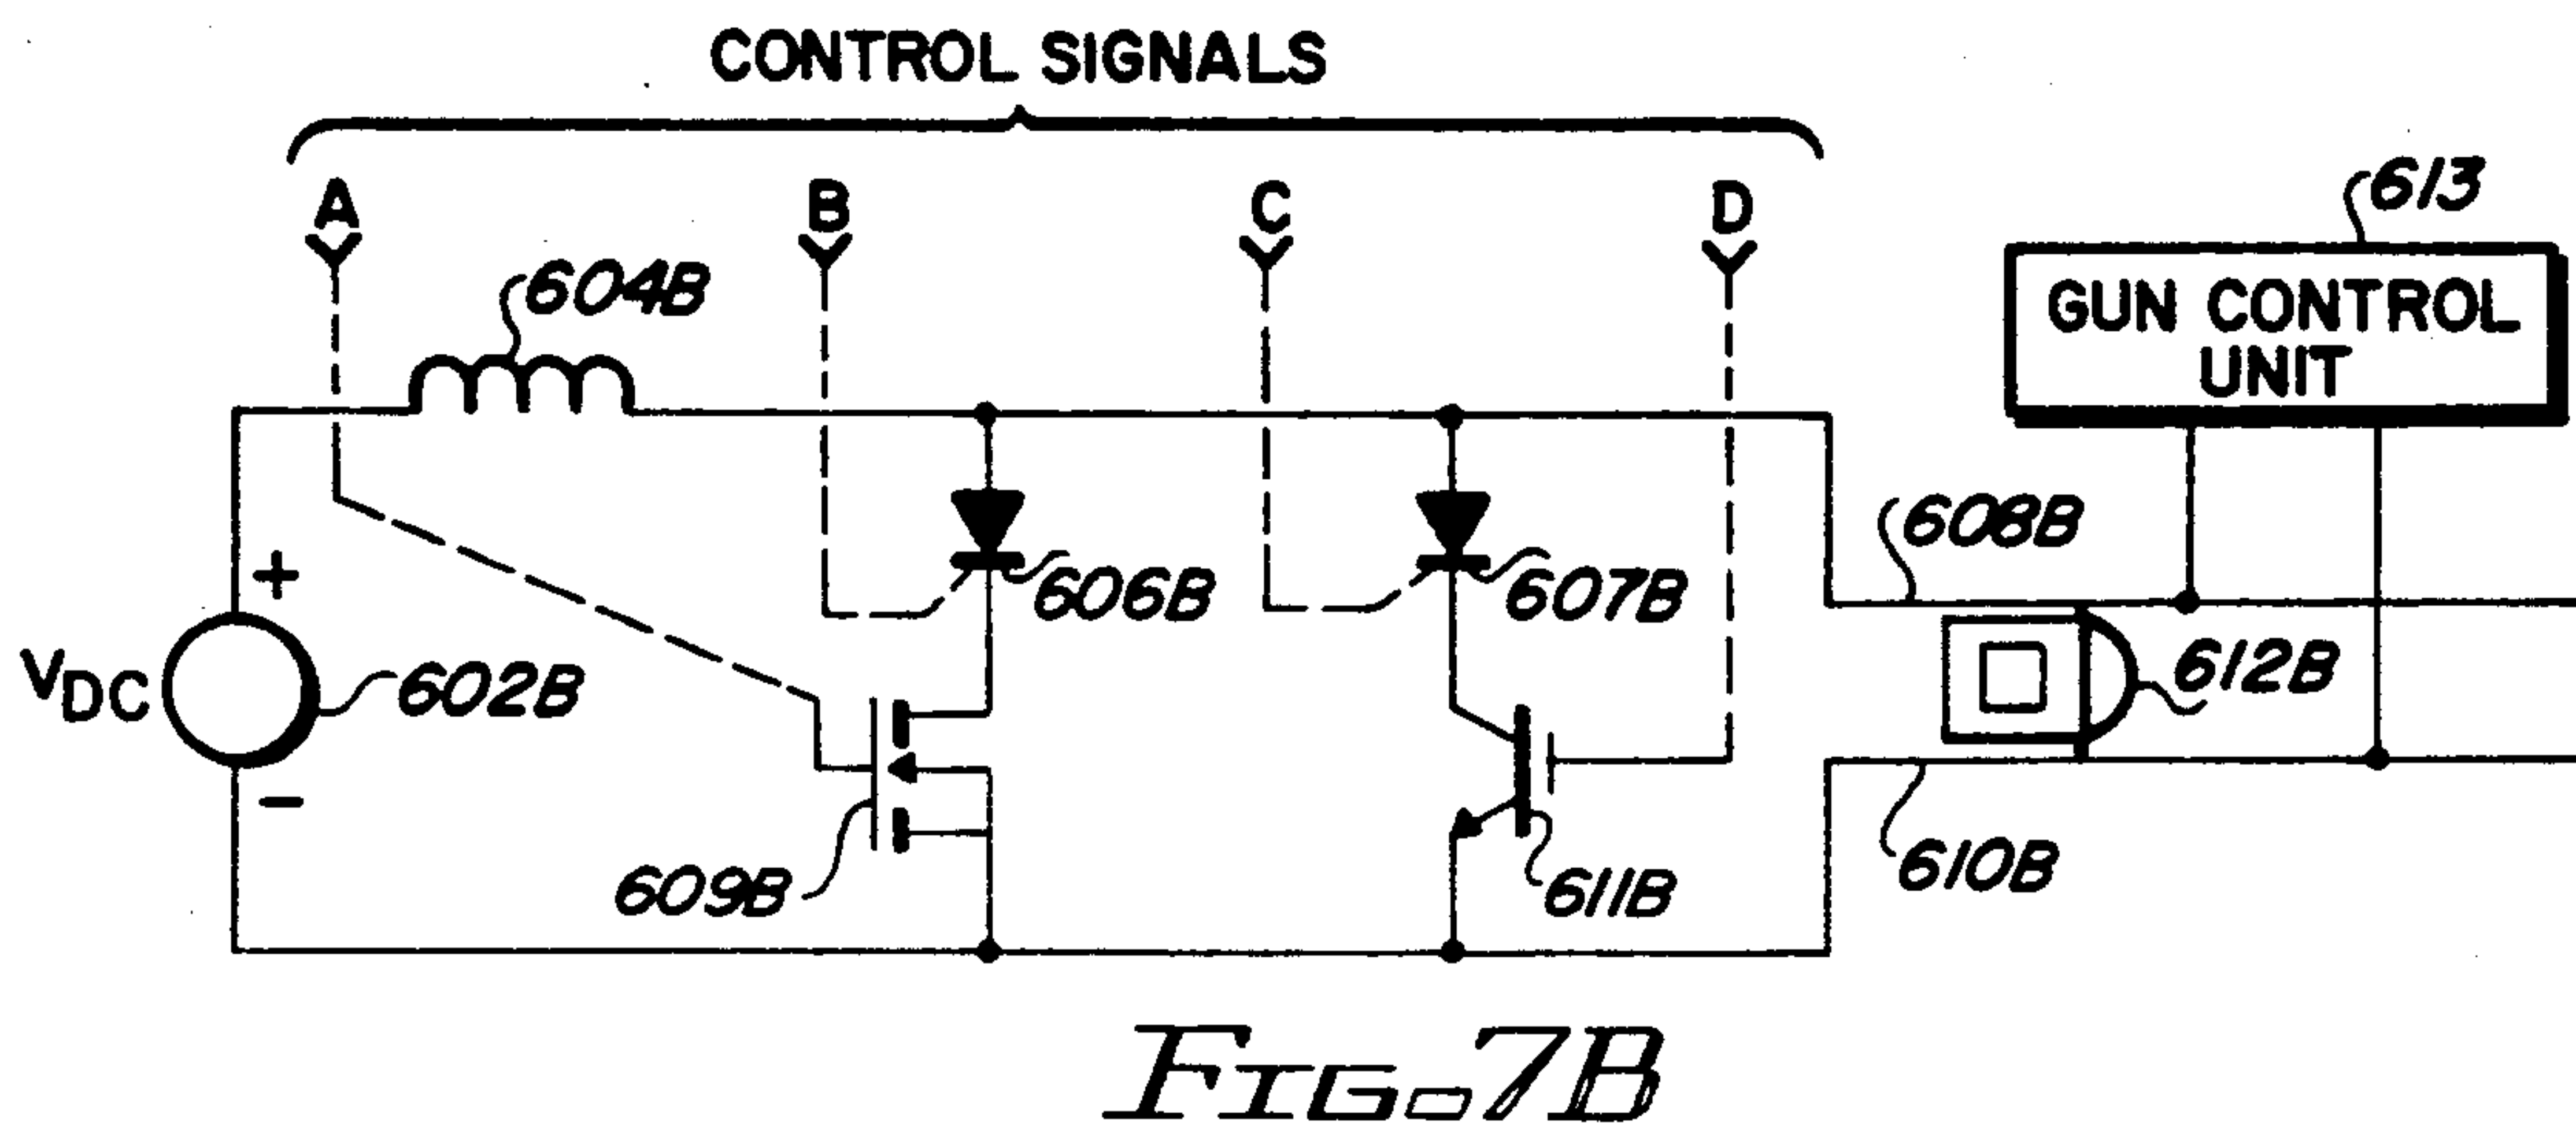 CONTROL SIGNALS
A
B
C
D
613
604B
GUN CONTROL
UNIT
608B
+
606B
607B
VDC
602B
612B
−
609B
611B
610B
FIG. 7B